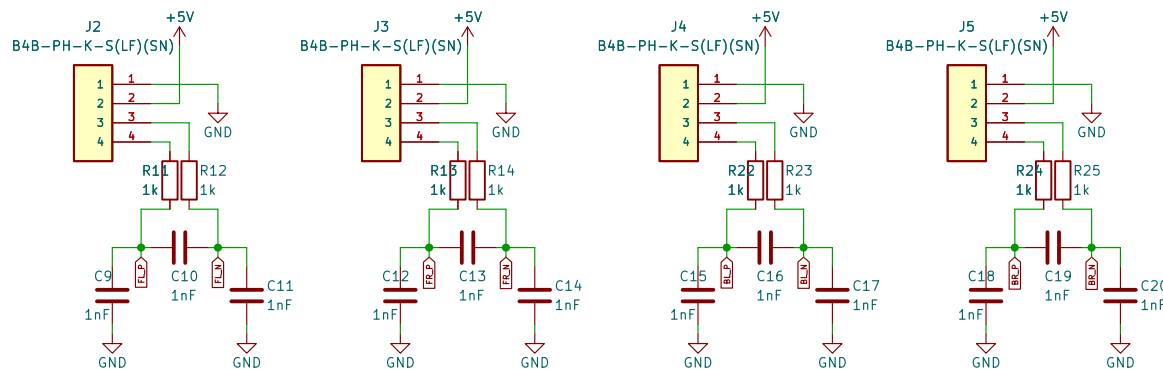 J2
+5V
B4B-PH-K-S(LF)(SN)
1 1
2 2
3 3
4 4
GND
R11 R12
1k 1k
FL_P
FL_N
C9 C10 C11
1nF 1nF 1nF
GND GND
J3
+5V
B4B-PH-K-S(LF)(SN)
1 1
2 2
3 3
4 4
GND
R13 R14
1k 1k
FR_P
FR_N
C12 C13 C14
1nF 1nF 1nF
GND GND
J4
+5V
B4B-PH-K-S(LF)(SN)
1 1
2 2
3 3
4 4
GND
R22 R23
1k 1k
BL_P
BL_N
C15 C16 C17
1nF 1nF 1nF
GND GND
J5
+5V
B4B-PH-K-S(LF)(SN)
1 1
2 2
3 3
4 4
GND
R24 R25
1k 1k
BR_P
BR_N
C18 C19 C20
1nF 1nF 1nF
GND GND